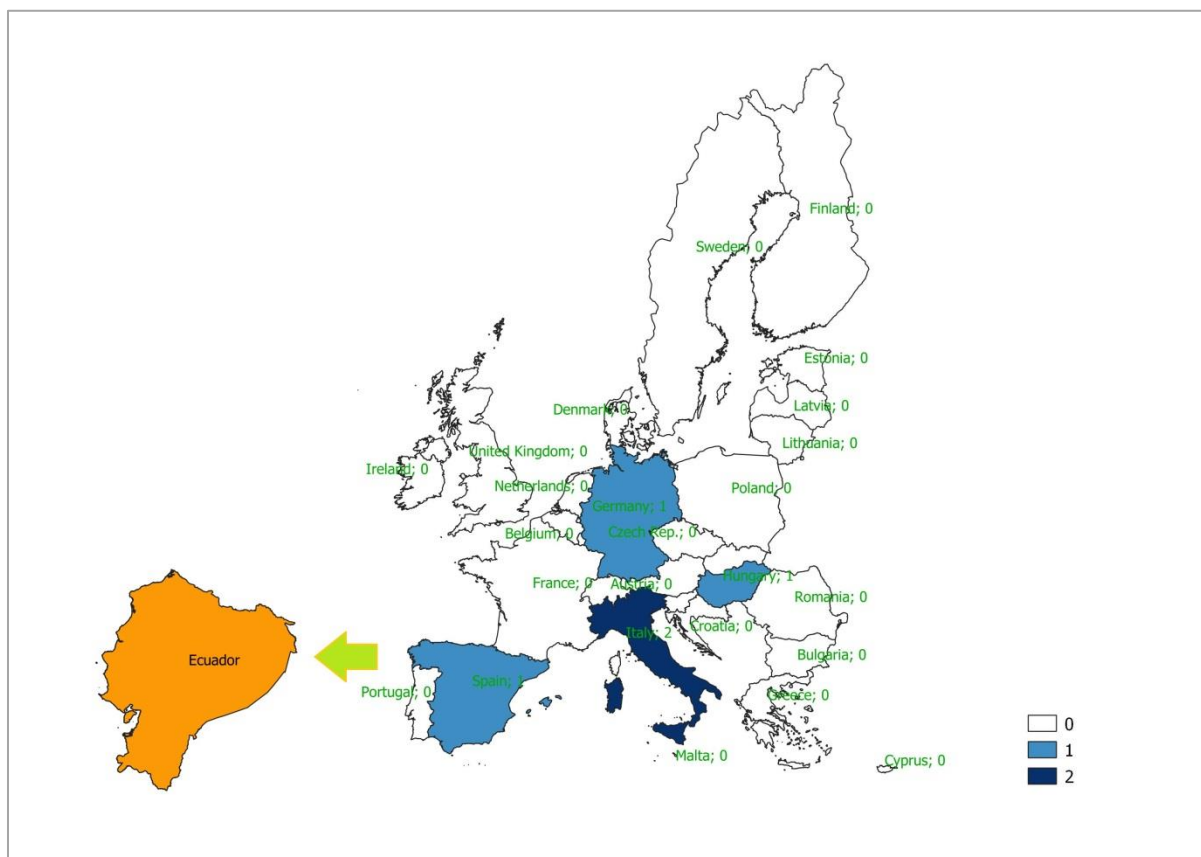 Finland; 0
Sweden; 0
Estonia; 0
Latvia; 0
Denmark; 0
Lithuania; 0
United Kingdom; 0
Ireland; 0
Netherlands; 0
Poland; 0
Germany; 1
Belgium; 0
Czech Rep.; 0
Hungary; 1
France; 0
Austria; 0
Romania; 0
Croatia; 0
Italy; 2
Bulgaria; 0
Ecuador
Spain; 1
Portugal; 0
Greece; 0
Malta; 0
Cyprus; 0
0
1
2